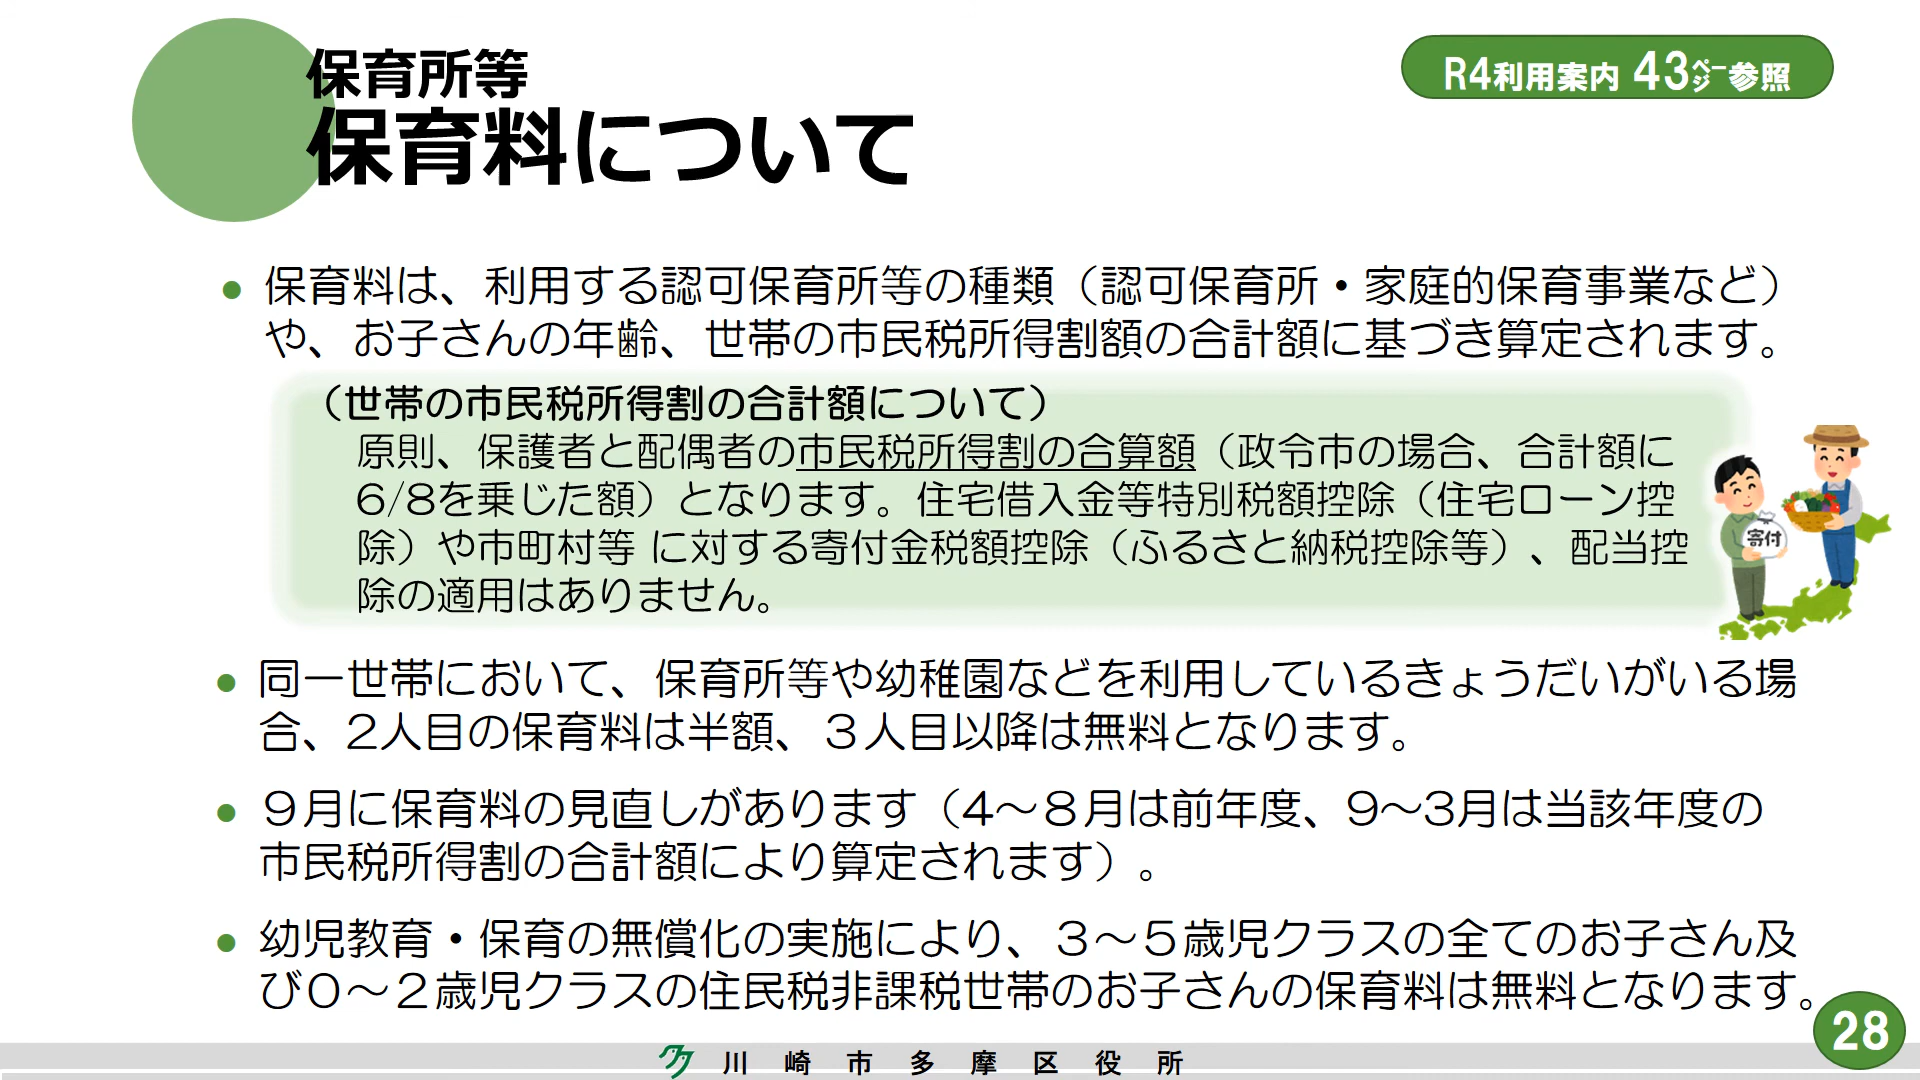 保育所等
保育料について
R4利用案内 43ページ参照
● 保育料は、利用する認可保育所等の種類（認可保育所・家庭的保育事業など）
や、お子さんの年齢、世帯の市民税所得割額の合計額に基づき算定されます。
（世帯の市民税所得割の合計額について）
原則、保護者と配偶者の市民税所得割の合算額（政令市の場合、合計額に
6/8を乗じた額）となります。住宅借入金等特別税額控除（住宅ローン控
除）や市町村等 に対する寄付金税額控除（ふるさと納税控除等）、配当控
除の適用はありません。
寄付
● 同一世帯において、保育所等や幼稚園などを利用しているきょうだいがいる場
合、2人目の保育料は半額、３人目以降は無料となります。
● ９月に保育料の見直しがあります（4～８月は前年度、9～3月は当該年度の
市民税所得割の合計額により算定されます）。
● 幼児教育・保育の無償化の実施により、３～５歳児クラスの全てのお子さん及
び０～２歳児クラスの住民税非課税世帯のお子さんの保育料は無料となります。
川崎市多摩区役所
28